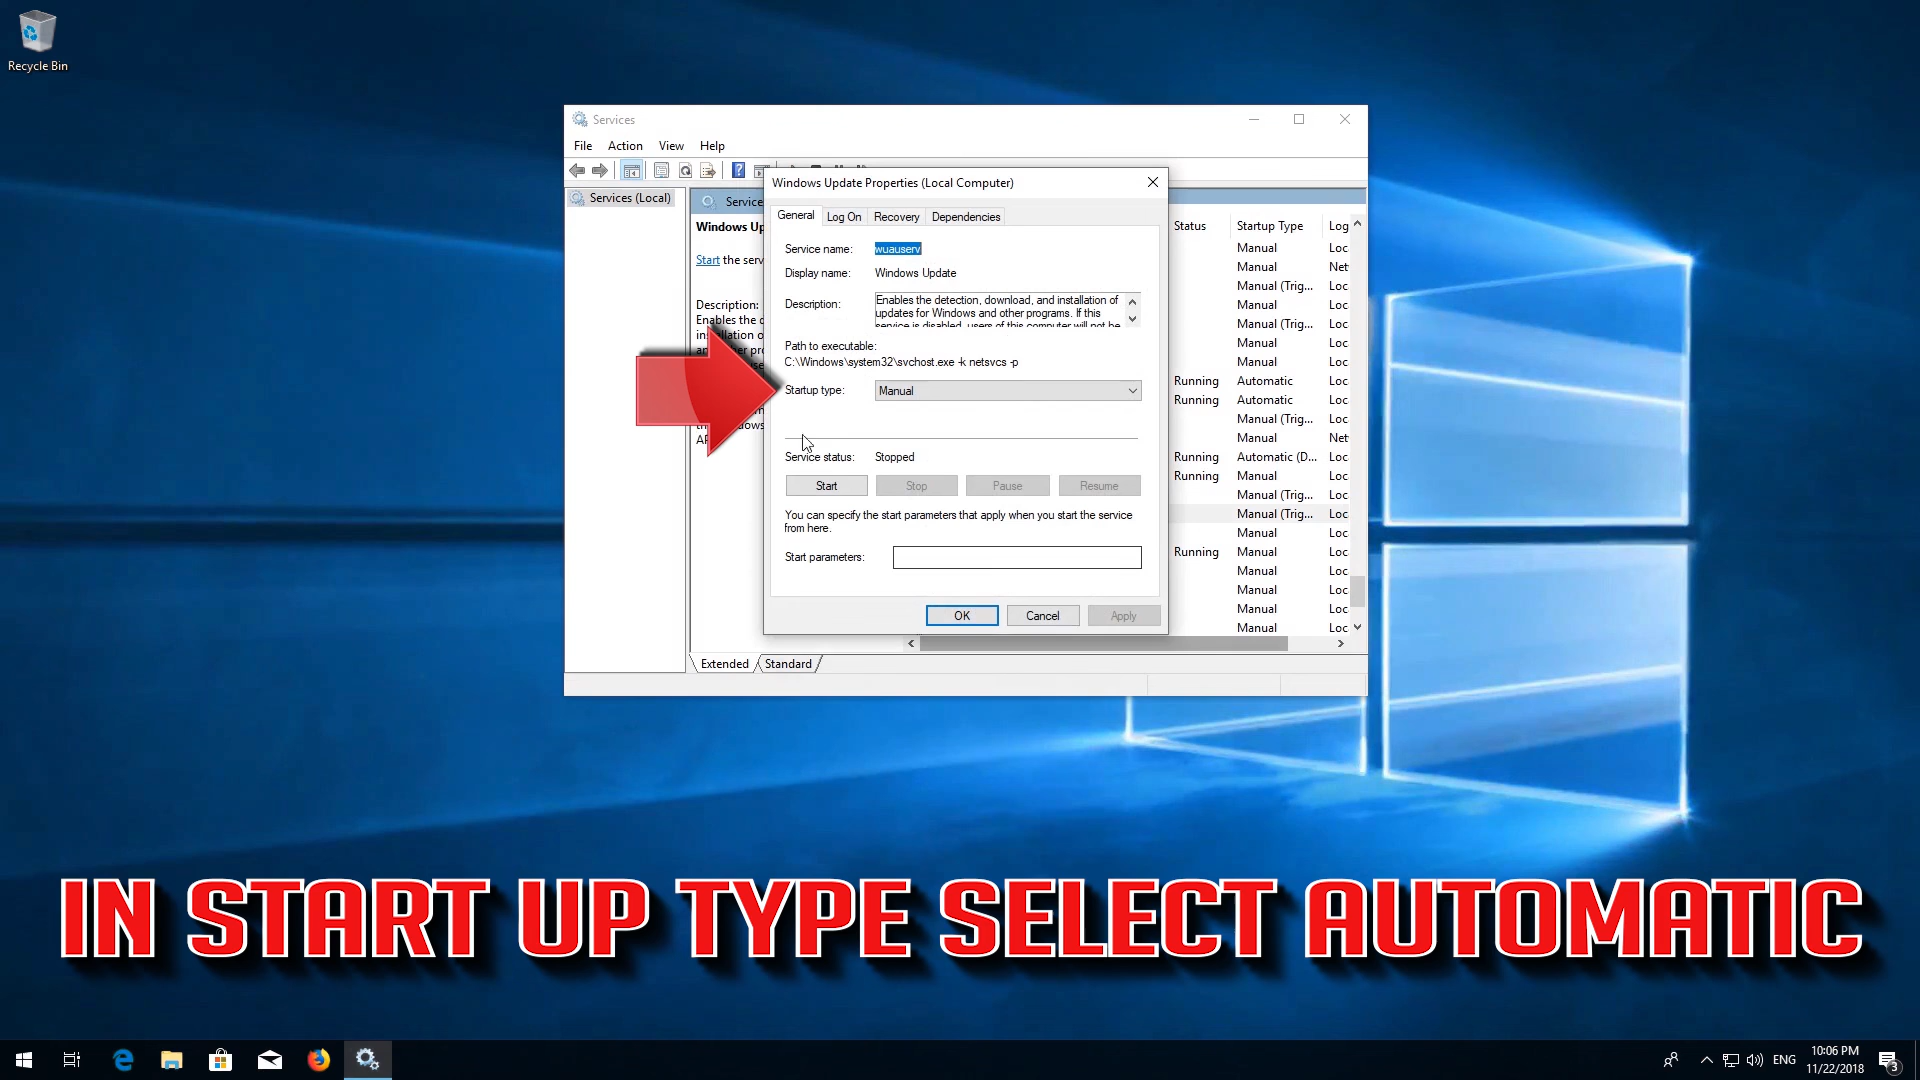 Recycle Bin
Services
File Action View Help
Services (Local)
Service
Windows Up
Start the serv
Description:
Enables the d
Windows Update Properties (Local Computer)
General Log On Recovery Dependencies
Service name: wuauserv
Display name: Windows Update
Description: Enables the detection, download, and installation of
updates for Windows and other programs. If this
service is disabled, users of this computer will not be
Path to executable:
C:\Windows\system32\svchost.exe -k netsvcs -p
Startup type: Manual
Service status: Stopped
Start Stop Pause Resume
You can specify the start parameters that apply when you start the service
from here.
Start parameters:
OK Cancel Apply
Status Startup Type Log
Manual Loc
Manual Net
Manual (Trig... Loc
Manual Loc
Manual (Trig... Loc
Manual Loc
Manual Loc
Running Automatic Loc
Running Automatic Loc
Manual (Trig... Loc
Manual Net
Running Automatic (D... Loc
Running Manual Loc
Manual (Trig... Loc
Manual (Trig... Loc
Manual Loc
Running Manual Loc
Manual Loc
Manual Loc
Manual Loc
Manual Loc
Extended Standard
IN START UP TYPE SELECT AUTOMATIC
ENG
10:06 PM
11/22/2018
3